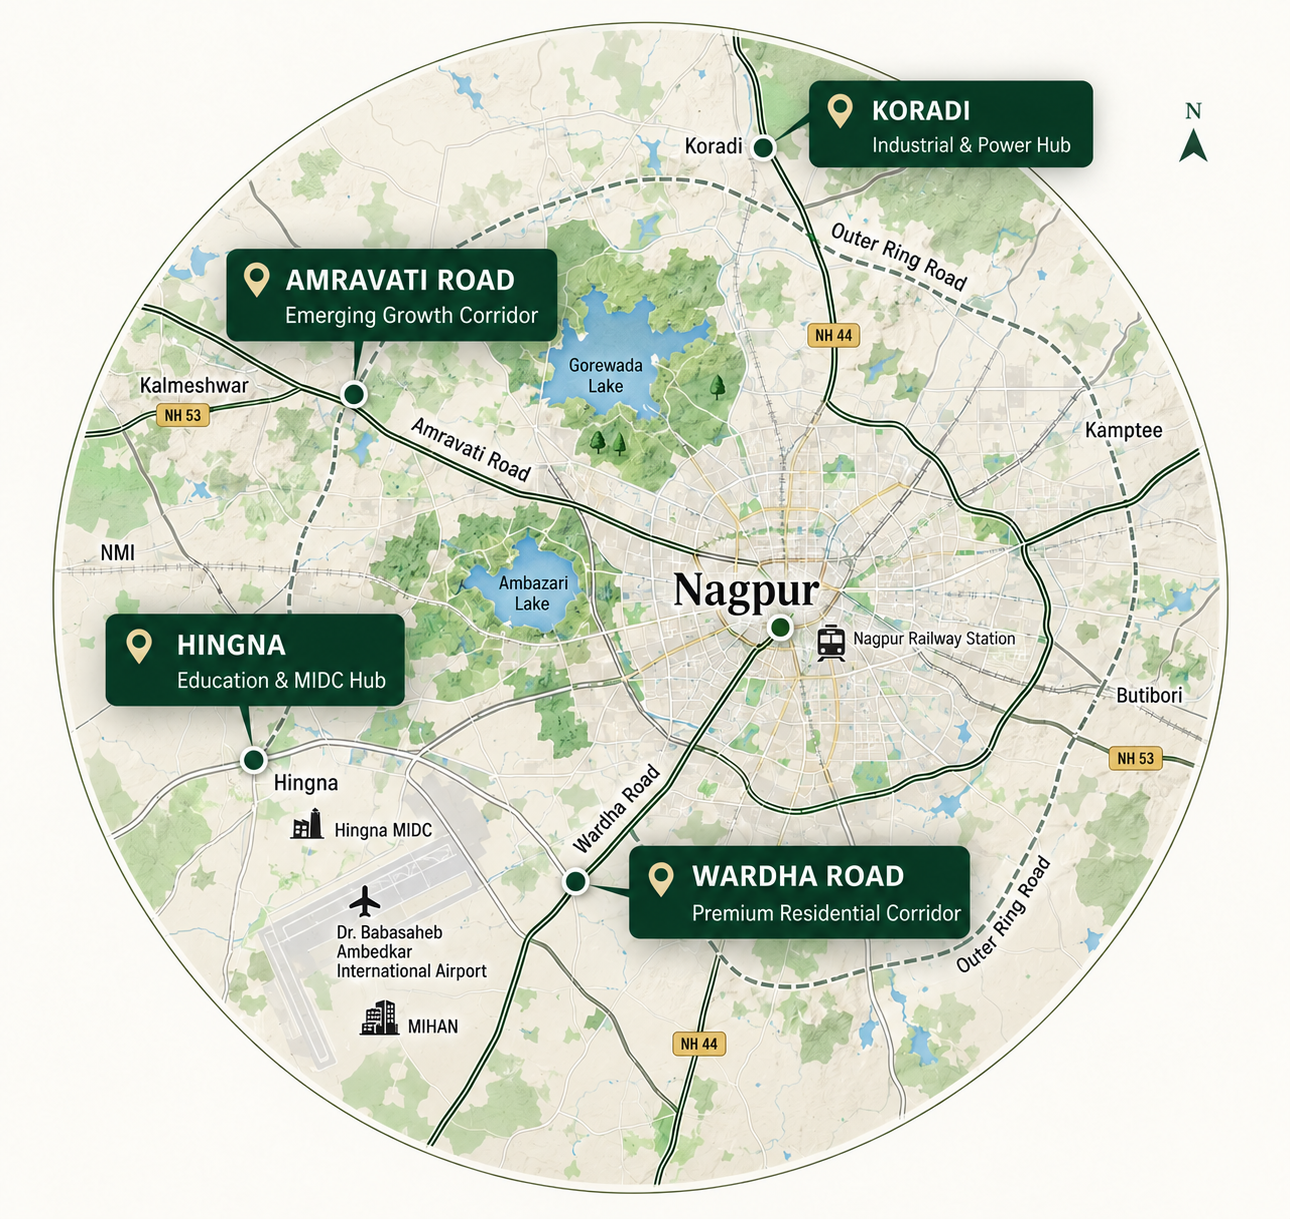 N
KORADI
Industrial & Power Hub
Koradi
Outer Ring Road
AMRAVATI ROAD
Emerging Growth Corridor
NH 44
Gorewada
Lake
Kalmeshwar
NH 53
Amravati Road
Kamptee
NMI
Ambazari
Lake
Nagpur
Nagpur Railway Station
HINGNA
Education & MIDC Hub
Butibori
NH 53
Hingna
Hingna MIDC
Wardha Road
WARDHA ROAD
Premium Residential Corridor
Outer Ring Road
Dr. Babasaheb
Ambedkar
International Airport
MIHAN
NH 44